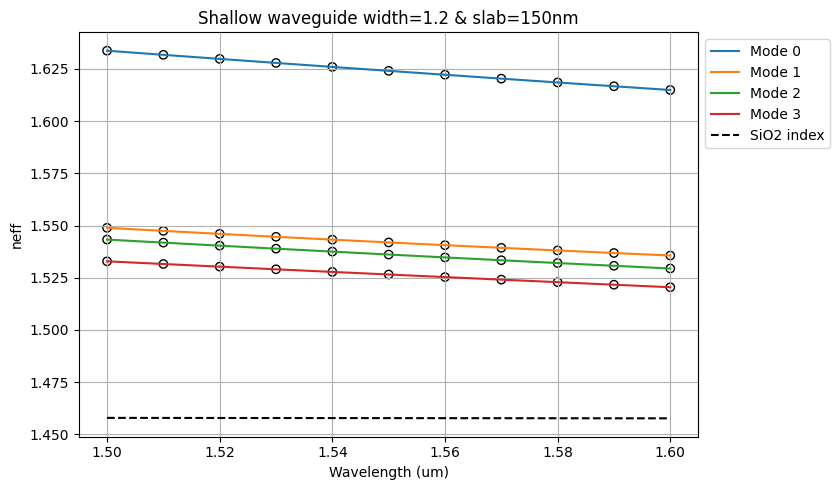 Shallow waveguide width=1.2 & slab=150nm
neff
1.625
1.600
1.575
1.550
1.525
1.500
1.475
1.450
1.50 1.52 1.54 1.56 1.58 1.60
Wavelength (um)
Mode 0
Mode 1
Mode 2
Mode 3
SiO2 index